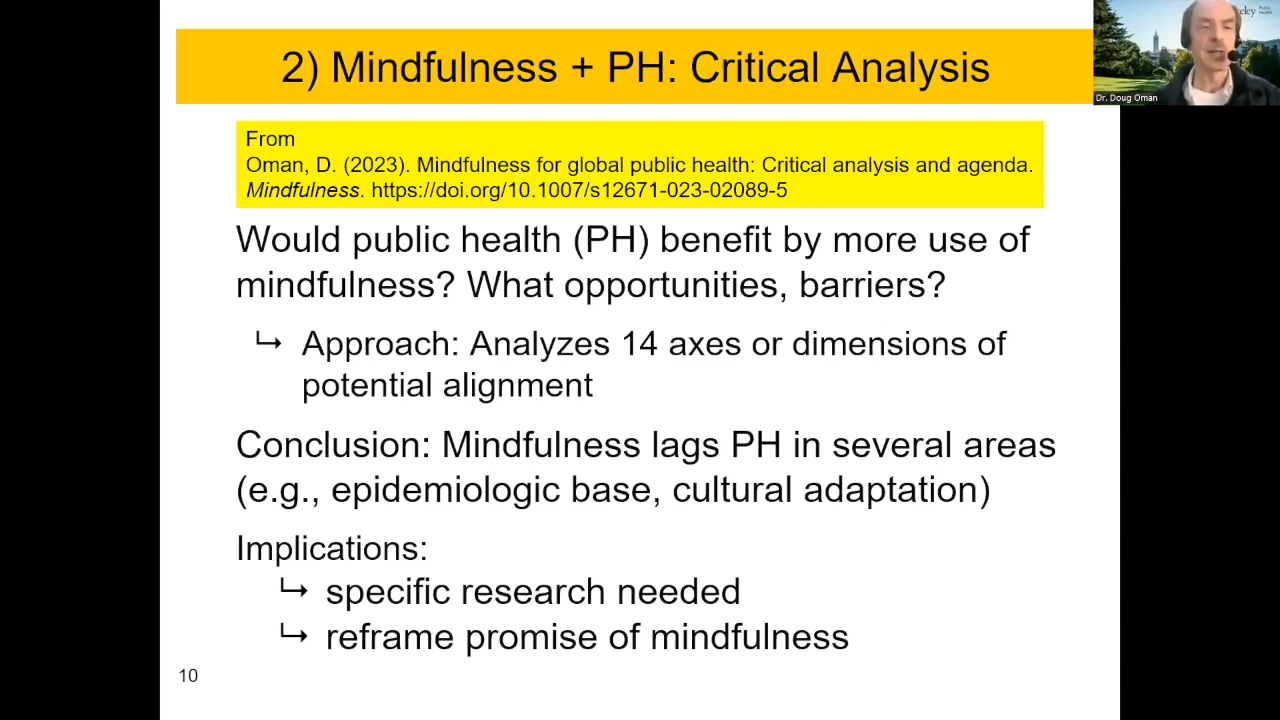 2) Mindfulness + PH: Critical Analysis
From
Oman, D. (2023). Mindfulness for global public health: Critical analysis and agenda.
Mindfulness. https://doi.org/10.1007/s12671-023-02089-5
Would public health (PH) benefit by more use of
mindfulness? What opportunities, barriers?
Approach: Analyzes 14 axes or dimensions of
potential alignment
Conclusion: Mindfulness lags PH in several areas
(e.g., epidemiologic base, cultural adaptation)
Implications:
specific research needed
reframe promise of mindfulness
10
Public
Health
Dr. Doug Oman